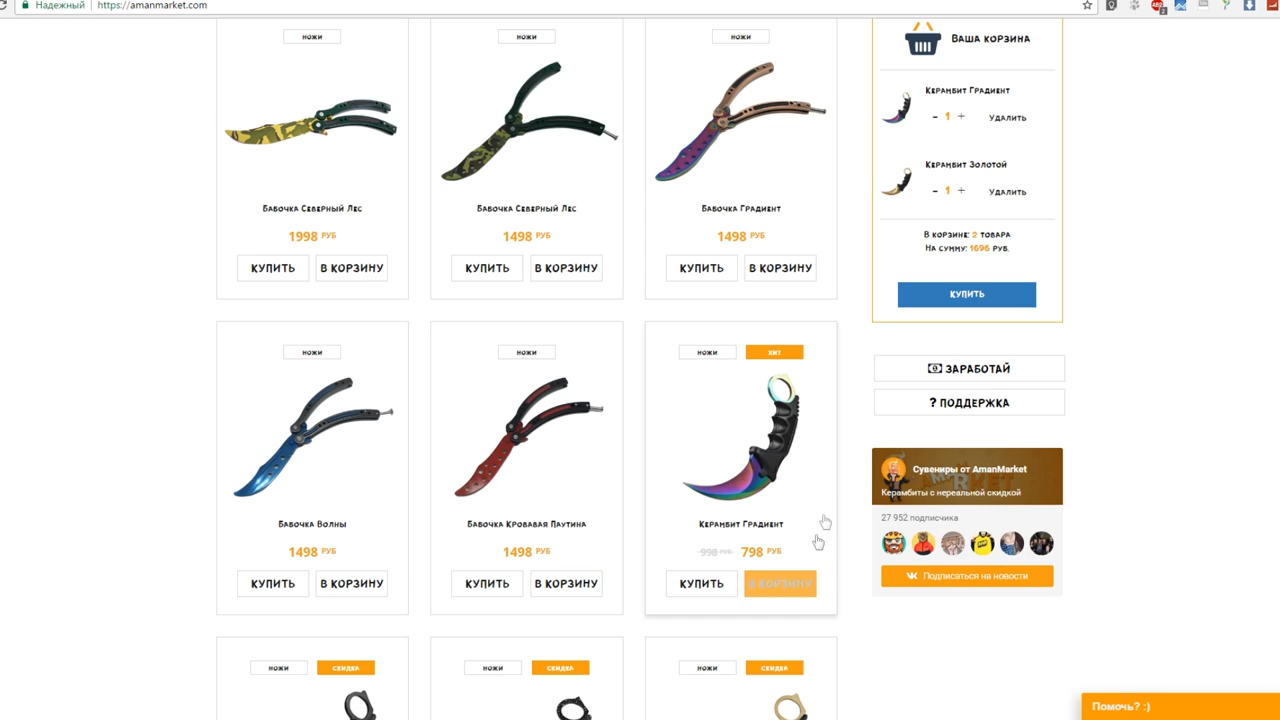 Надежный https://amanmarket.com
ножи
ножи
ножи
Бабочка Северный Лес
Бабочка Северный Лес
Бабочка Градиент
1998 РУБ
1498 РУБ
1498 РУБ
КУПИТЬ В КОРЗИНУ
КУПИТЬ В КОРЗИНУ
КУПИТЬ В КОРЗИНУ
ножи
ножи
ножи ХИТ
Бабочка Волны
Бабочка Кровавая Паутина
Керамбит Градиент
1498 РУБ
1498 РУБ
998 РУБ 798 РУБ
КУПИТЬ В КОРЗИНУ
КУПИТЬ В КОРЗИНУ
КУПИТЬ В КОРЗИНУ
ножи СКИДКА
ножи СКИДКА
ножи СКИДКА
Ваша корзина
Керамбит Градиент
- 1 + Удалить
Керамбит Золотой
- 1 + Удалить
В корзине: 2 товара
На сумму: 1696 руб.
КУПИТЬ
ЗАРАБОТАЙ
? ПОДДЕРЖКА
Сувениры от AmanMarket
Керамбиты с нереальной скидкой
27 952 подписчика
Подписаться на новости
Помочь? :)